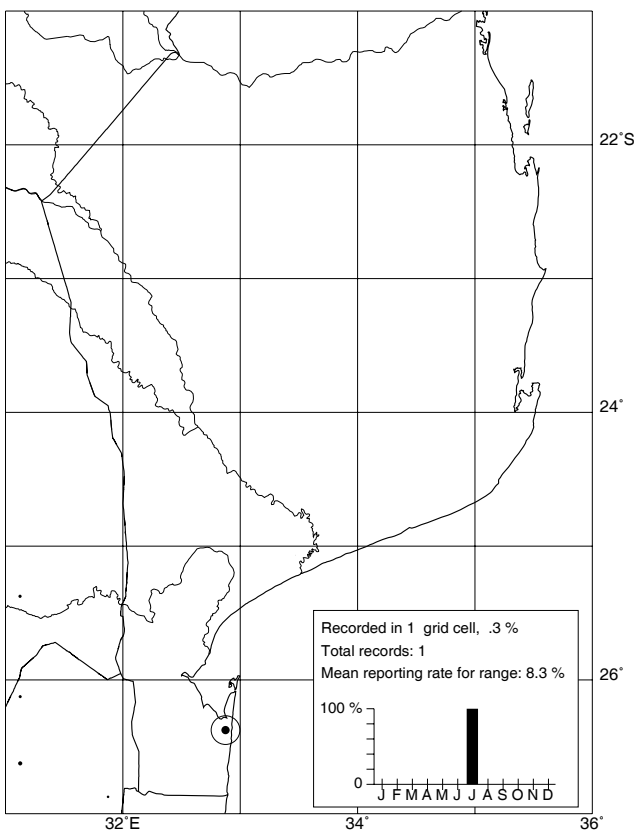 22˚S
24˚
Recorded in 1 grid cell, .3 %
Total records: 1
Mean reporting rate for range: 8.3 %
26˚
100 %
0
J F M A M J J A S O N D
32˚E 34˚ 36˚